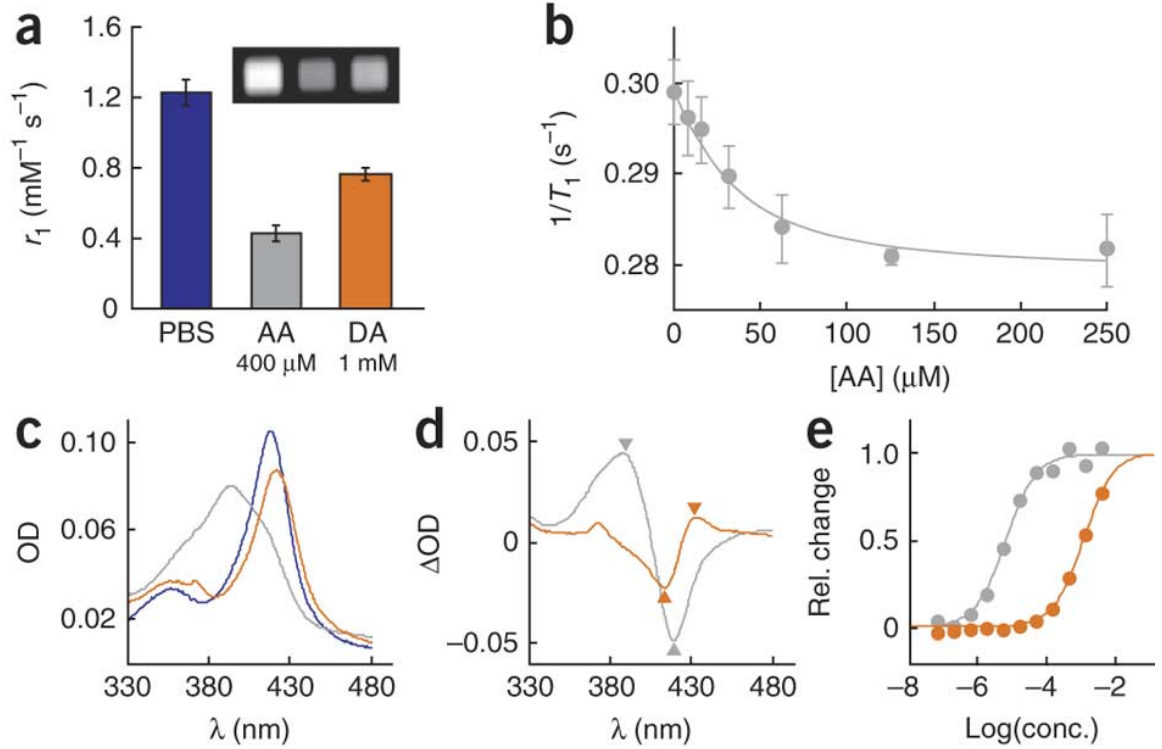 a
1.6
1.2
0.8
0.4
0
r₁ (mM⁻¹ s⁻¹)
PBS
AA
400 µM
DA
1 mM
b
0.30
0.29
0.28
1/T₁ (s⁻¹)
0
50
100
150
200
250
[AA] (µM)
c
0.10
0.06
0.02
OD
330
380
430
480
λ (nm)
d
0.05
0
−0.05
ΔOD
330
380
430
480
λ (nm)
e
1.0
0.5
0
Rel. change
−8
−6
−4
−2
Log(conc.)